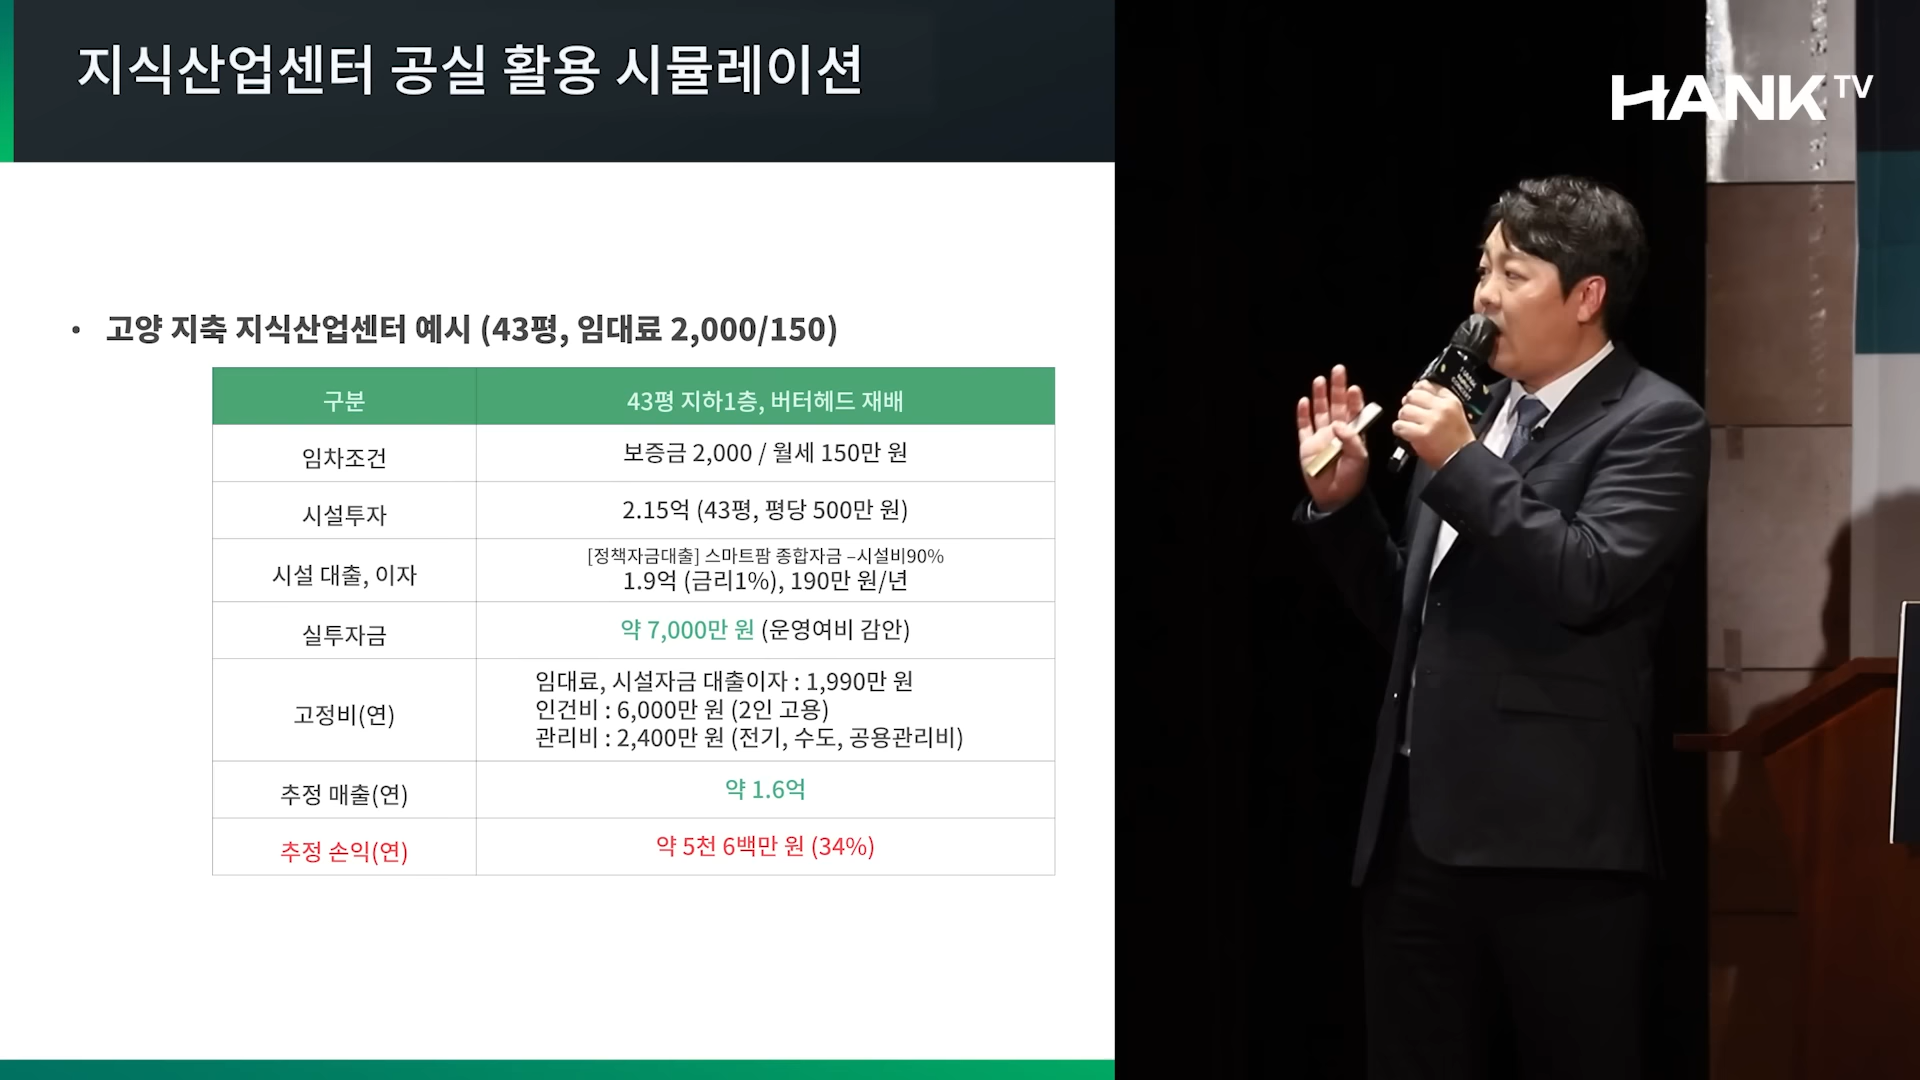 지식산업센터 공실 활용 시뮬레이션
HANK TV
• 고양 지축 지식산업센터 예시 (43평, 임대료 2,000/150)
구분
43평 지하1층, 버터헤드 재배
임차조건
보증금 2,000 / 월세 150만 원
시설투자
2.15억 (43평, 평당 500만 원)
시설 대출, 이자
[정책자금대출] 스마트팜 종합자금 –시설비90%
1.9억 (금리1%), 190만 원/년
실투자금
약 7,000만 원 (운영여비 감안)
고정비(연)
임대료, 시설자금 대출이자 : 1,990만 원
인건비 : 6,000만 원 (2인 고용)
관리비 : 2,400만 원 (전기, 수도, 공용관리비)
추정 매출(연)
약 1.6억
추정 손익(연)
약 5천 6백만 원 (34%)